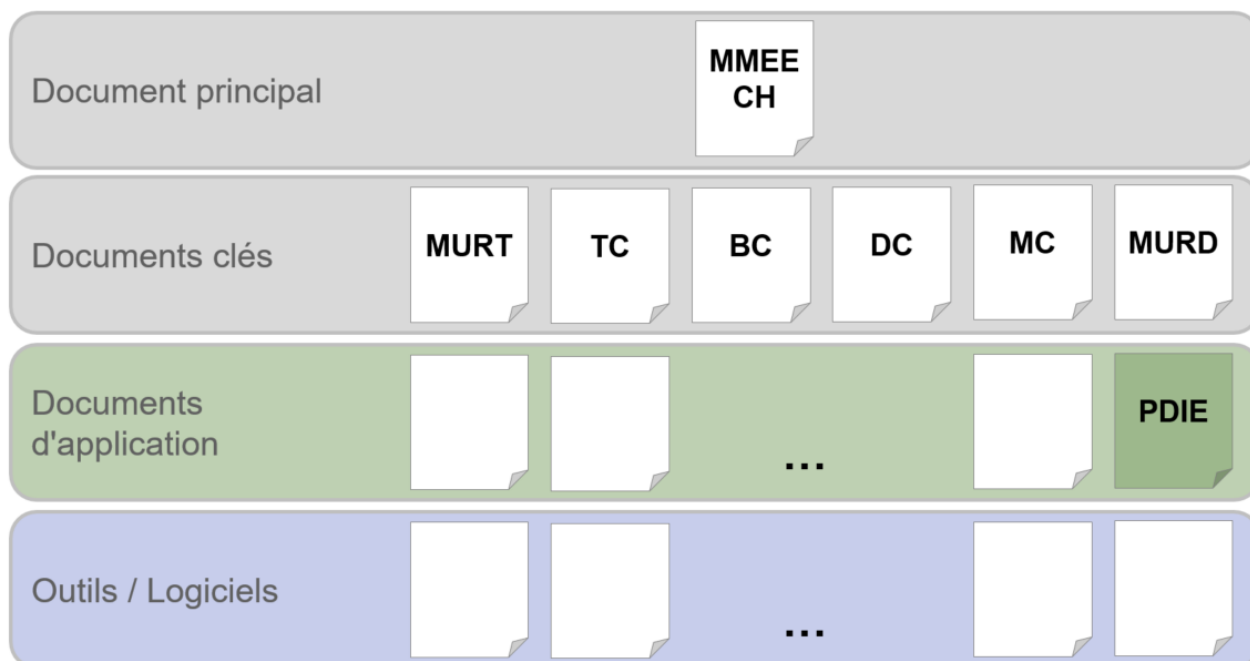 Document principal
MMEE
CH
Documents clés
MURT
TC
BC
DC
MC
MURD
Documents
d'application
...
PDIE
Outils / Logiciels
...